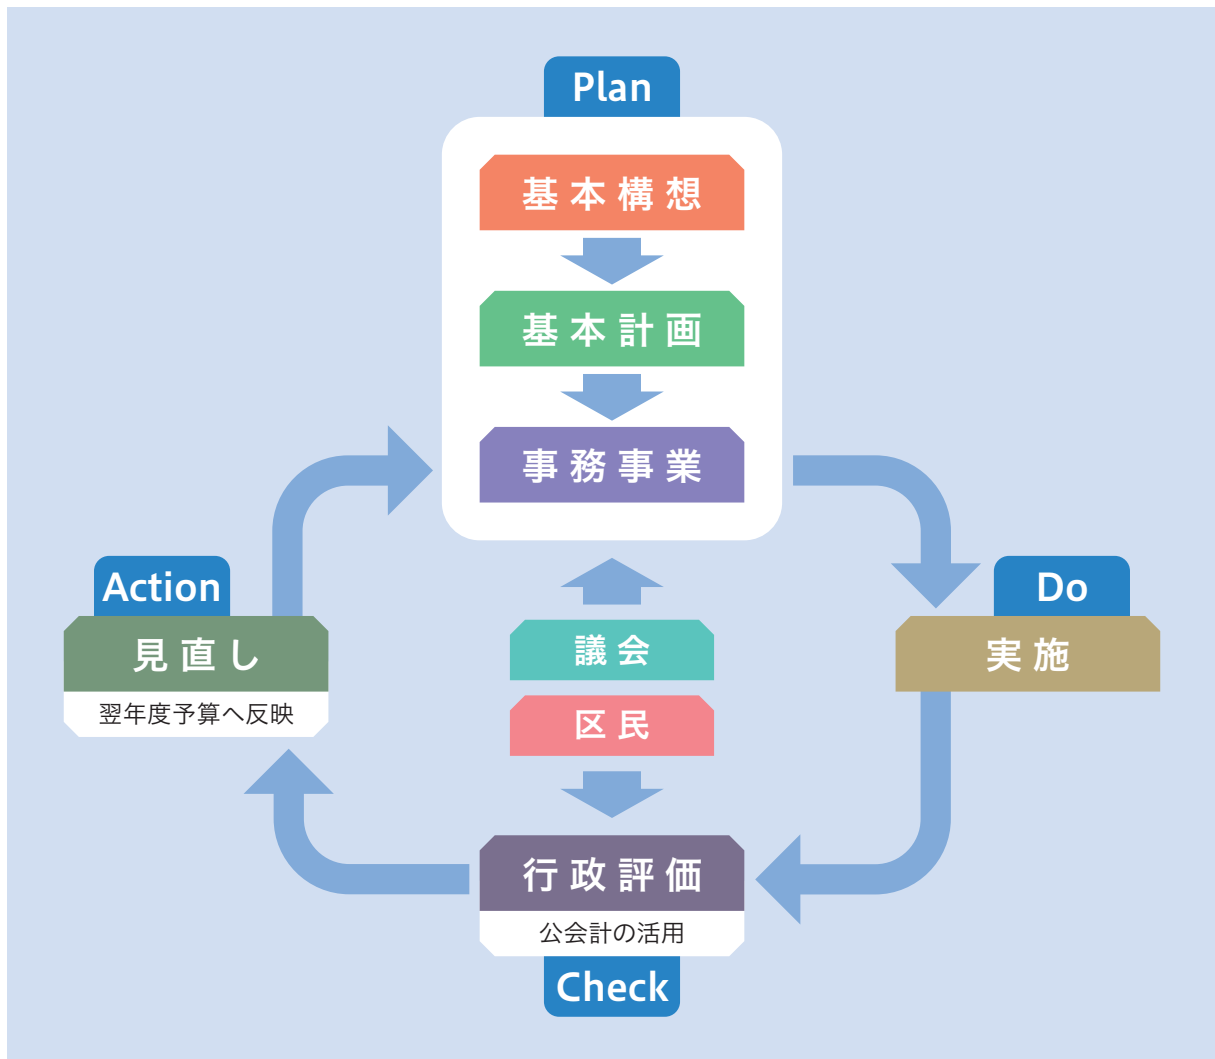 Plan
基本構想
基本計画
事務事業
Action
見直し
翌年度予算へ反映
Do
実施
議会
区民
行政評価
公会計の活用
Check